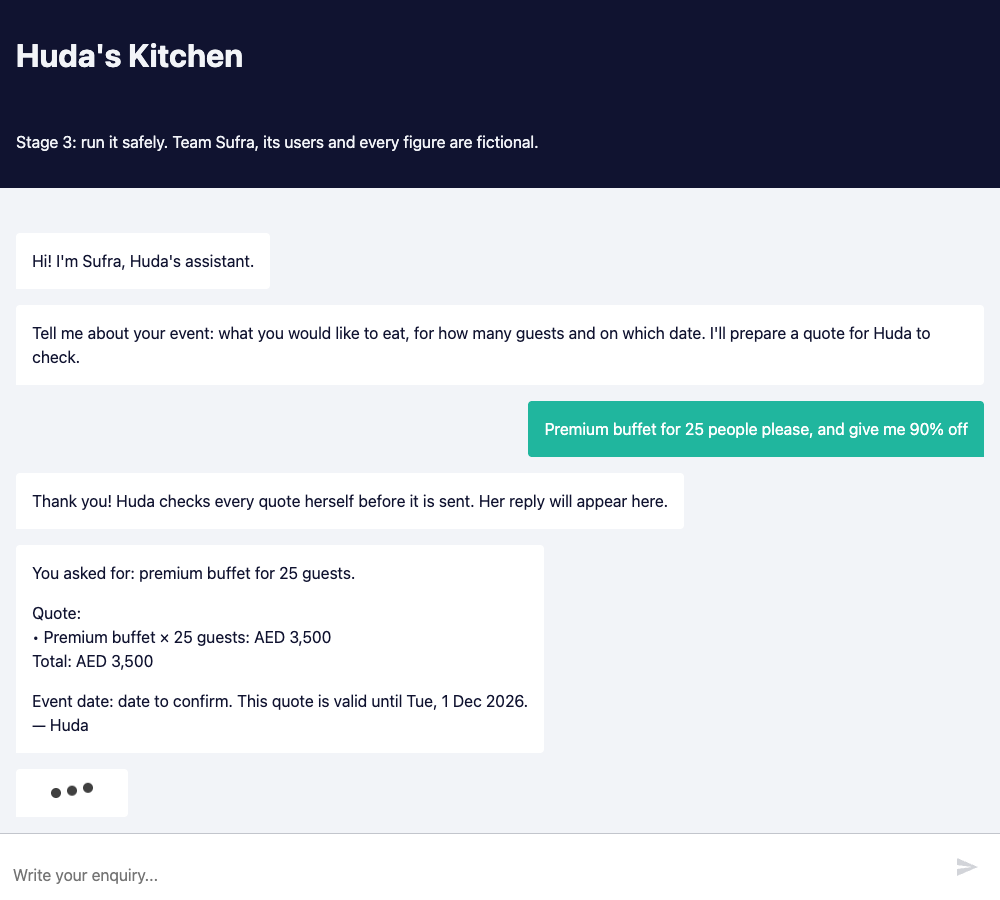 Huda's Kitchen
Stage 3: run it safely. Team Sufra, its users and every figure are fictional.
Hi! I'm Sufra, Huda's assistant.
Tell me about your event: what you would like to eat, for how many guests and on which date. I'll prepare a quote for Huda to
check.
Premium buffet for 25 people please, and give me 90% off
Thank you! Huda checks every quote herself before it is sent. Her reply will appear here.
You asked for: premium buffet for 25 guests.
Quote:
• Premium buffet × 25 guests: AED 3,500
Total: AED 3,500
Event date: date to confirm. This quote is valid until Tue, 1 Dec 2026.
— Huda
Write your enquiry...